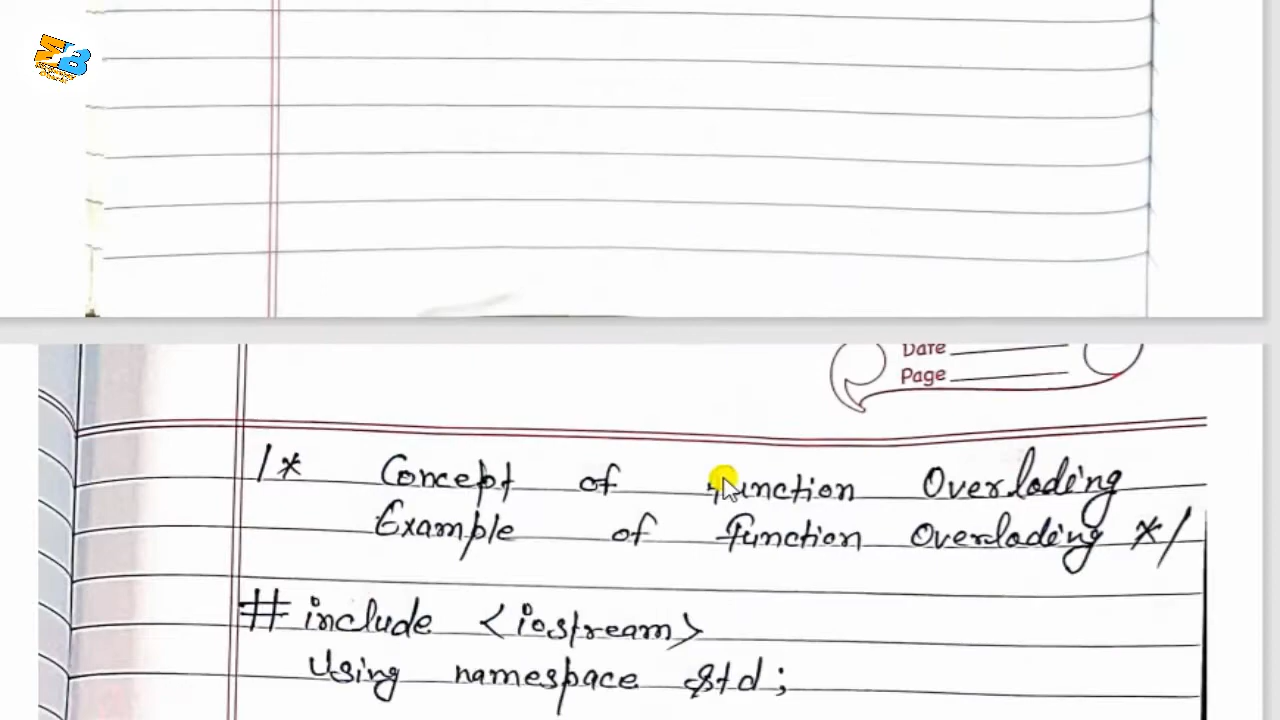 Date
Page
/* Concept of function Overloding
Example of function Overloding */
# include <iostream>
Using namespace std;